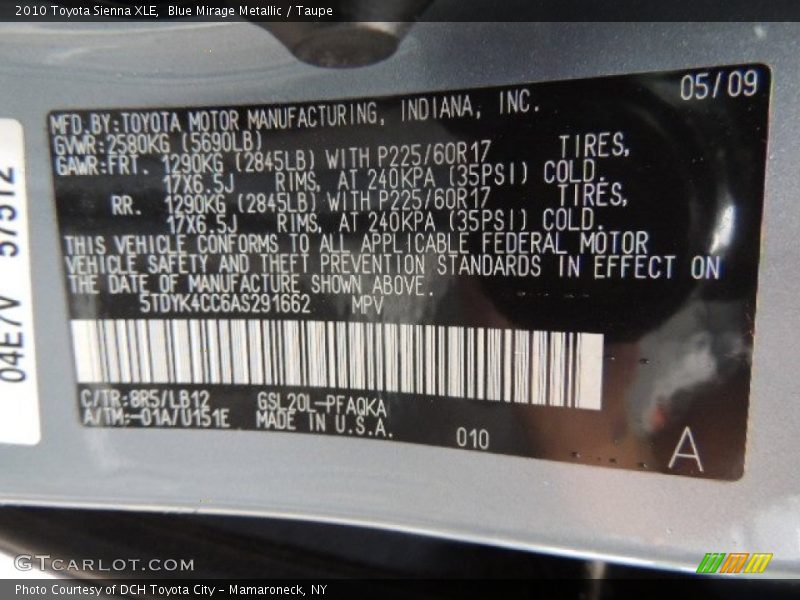 2010 Toyota Sienna XLE, Blue Mirage Metallic / Taupe
05/09
MFD.BY:TOYOTA MOTOR MANUFACTURING, INDIANA, INC.
GVWR:2580KG (5690LB)
GAWR:FRT. 1290KG (2845LB) WITH P225/60R17 TIRES,
17X6.5J RIMS, AT 240KPA (35PSI) COLD.
RR. 1290KG (2845LB) WITH P225/60R17 TIRES,
17X6.5J RIMS, AT 240KPA (35PSI) COLD.
THIS VEHICLE CONFORMS TO ALL APPLICABLE FEDERAL MOTOR
VEHICLE SAFETY AND THEFT PREVENTION STANDARDS IN EFFECT ON
THE DATE OF MANUFACTURE SHOWN ABOVE.
5TDYK4CC6AS291662 MPV
C/TR:8R5/LB12 GSL20L-PFAQKA
A/TM:-01A/U151E MADE IN U.S.A.
010
A
04E7V 57512
GTCARLOT.COM
Photo Courtesy of DCH Toyota City - Mamaroneck, NY